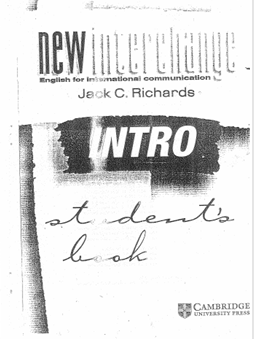 new interchange
English for international communication
Jack C. Richards
INTRO
student's
book
CAMBRIDGE
UNIVERSITY PRESS